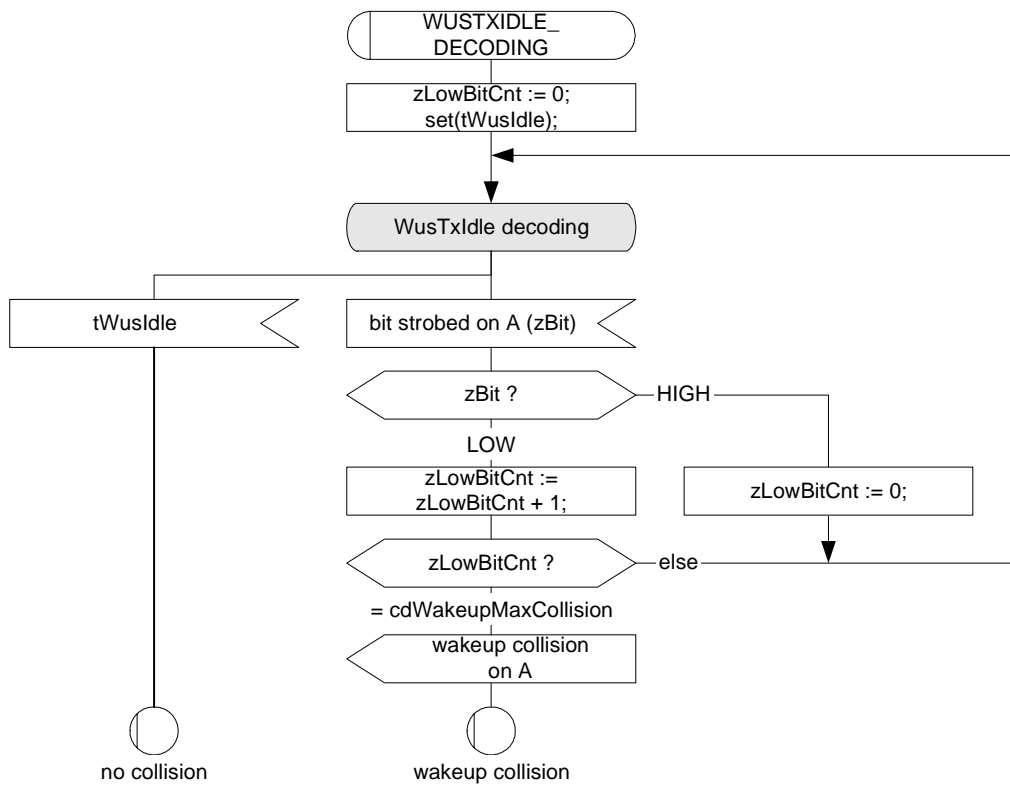 WUSTXIDLE_
DECODING
zLowBitCnt := 0;
set(tWusIdle);
WusTxIdle decoding
tWusIdle
bit strobed on A (zBit)
zBit ?
HIGH
LOW
zLowBitCnt :=
zLowBitCnt + 1;
zLowBitCnt := 0;
zLowBitCnt ?
else
= cdWakeupMaxCollision
wakeup collision
on A
no collision
wakeup collision